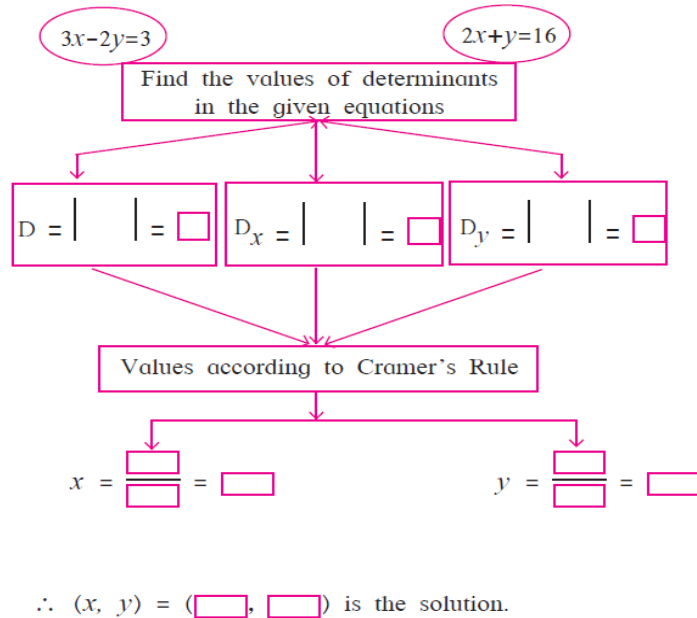 3x−2y=3 2x+y=16
Find the values of determinants
in the given equations
D = | | = Dx = | | = Dy = | | =
Values according to Cramer's Rule
x = = y = =
∴ (x, y) = ( , ) is the solution.